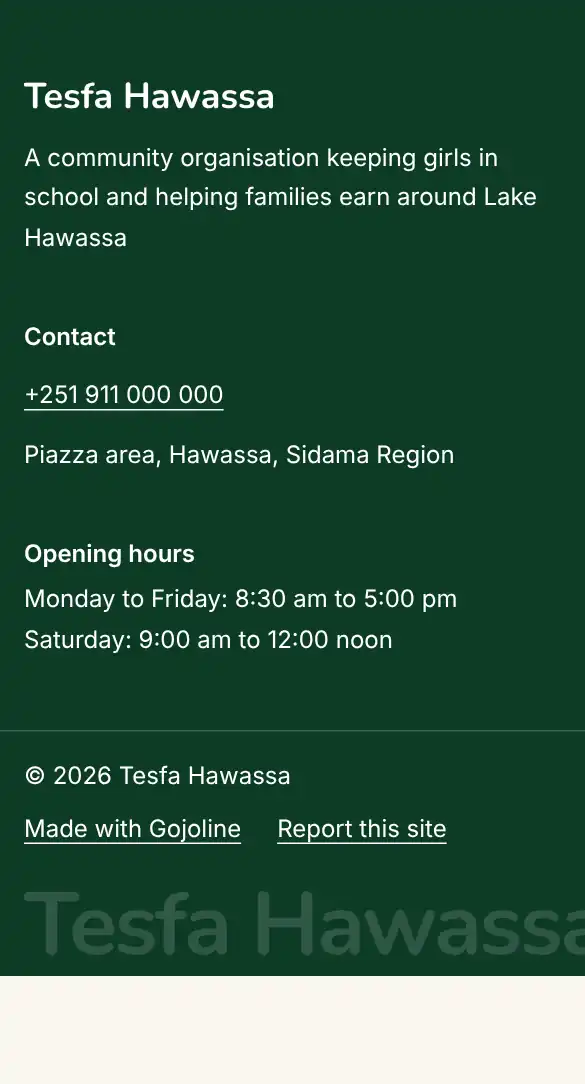 Tesfa Hawassa
A community organisation keeping girls in
school and helping families earn around Lake
Hawassa
Contact
+251 911 000 000
Piazza area, Hawassa, Sidama Region
Opening hours
Monday to Friday: 8:30 am to 5:00 pm
Saturday: 9:00 am to 12:00 noon
© 2026 Tesfa Hawassa
Made with Gojoline Report this site
Tesfa Hawassa